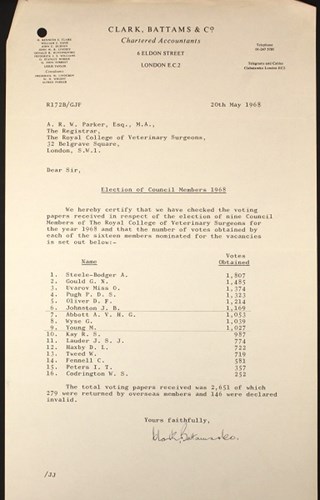 CLARK, BATTAMS & Co
Chartered Accountants
6 ELDON STREET
LONDON E.C.2
R172B/GJF 20th May 1968
A. R. W. Parker, Esq., M.A.,
The Registrar,
The Royal College of Veterinary Surgeons,
32 Belgrave Square,
London, S.W.1.
Dear Sir,
Election of Council Members 1968
We hereby certify that we have checked the voting
papers received in respect of the election of nine Council
Members of The Royal College of Veterinary Surgeons for
the year 1968 and that the number of votes obtained by
each of the sixteen members nominated for the vacancies
is set out below:-
Name Votes Obtained
1. Steele-Bodger A. 1,807
2. Gould G. N. 1,485
3. Uvarov Miss O. 1,374
4. Pugh P. D. S. 1,323
5. Oliver D. F. 1,214
6. Johnston J. B. 1,169
7. Abbott A. V. H. G. 1,053
8. Wyse G. 1,039
9. Young M. 1,027
10. Kay R. S. 987
11. Lauder J. S. J. 774
12. Haxby D. L. 722
13. Tweed W. 719
14. Fennell C. 581
15. Peters I. T. 357
16. Codrington W. S. 252
The total voting papers received was 2,651 of which
279 were returned by overseas members and 146 were declared
invalid.
Yours faithfully,
Clark, Battams & Co.
/JJ